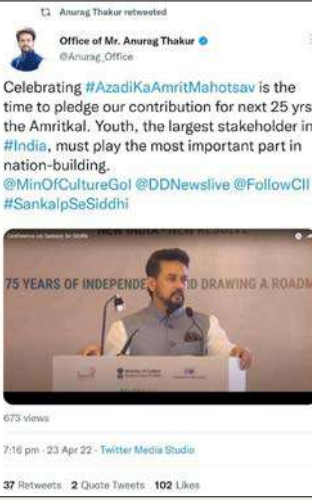 Anurag Thakur retweeted
Office of Mr. Anurag Thakur
@Anurag_Office
Celebrating #AzadiKaAmritMahotsav is the
time to pledge our contribution for next 25 yrs
the Amritkal. Youth, the largest stakeholder in
#India, must play the most important part in
nation-building.
@MinOfCultureGoI @DDNewslive @FollowCII
#SankalpSeSiddhi
75 YEARS OF INDEPENDE ND DRAWING A ROADM
673 views
7:16 pm · 23 Apr 22 · Twitter Media Studio
37 Retweets 2 Quote Tweets 102 Likes